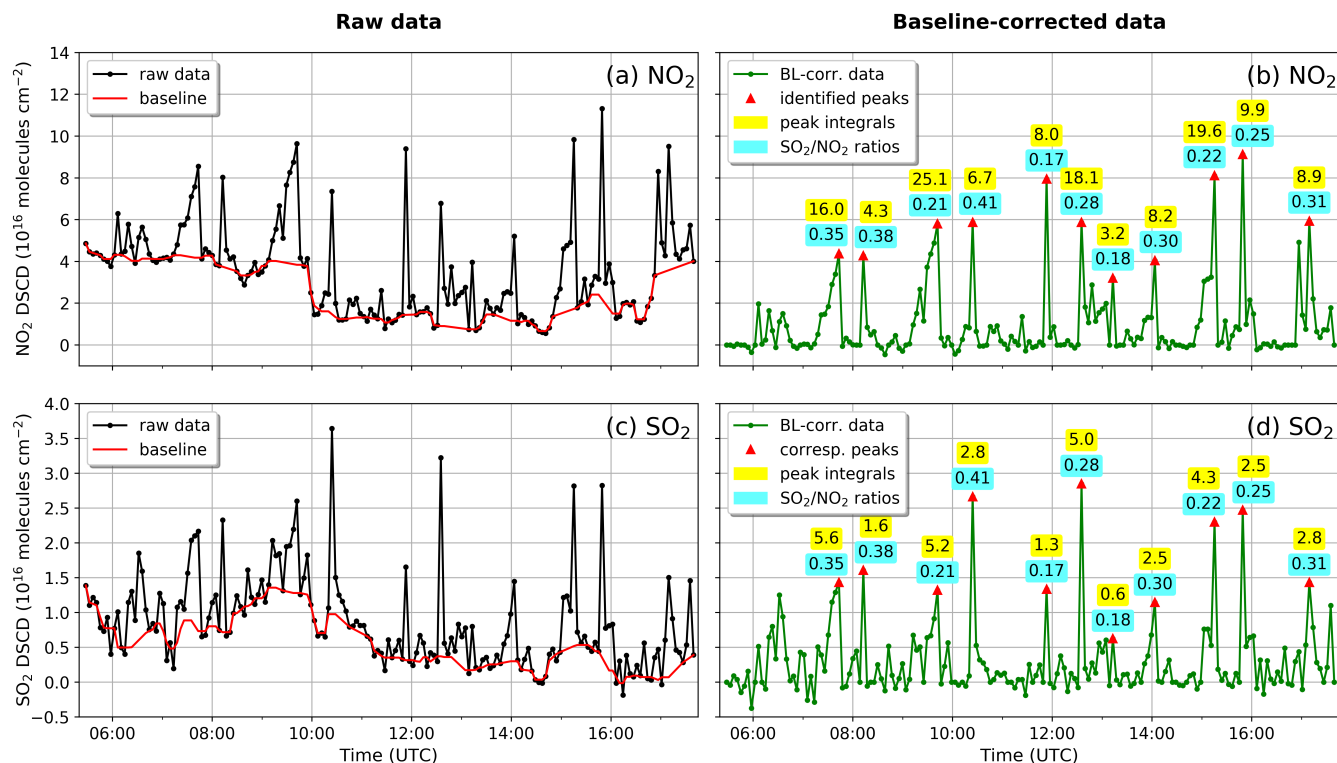 Raw data
Baseline-corrected data
raw data
baseline
(a) NO₂
NO₂ DSCD (10¹⁶ molecules cm⁻²)
14
12
10
8
6
4
2
0
BL-corr. data
identified peaks
peak integrals
SO₂/NO₂ ratios
(b) NO₂
16.0
0.35
4.3
0.38
25.1
0.21
6.7
0.41
8.0
0.17
18.1
0.28
3.2
0.18
8.2
0.30
19.6
0.22
9.9
0.25
8.9
0.31
raw data
baseline
(c) SO₂
SO₂ DSCD (10¹⁶ molecules cm⁻²)
4.0
3.5
3.0
2.5
2.0
1.5
1.0
0.5
0.0
−0.5
06:00 08:00 10:00 12:00 14:00 16:00
Time (UTC)
BL-corr. data
corresp. peaks
peak integrals
SO₂/NO₂ ratios
(d) SO₂
5.6
0.35
1.6
0.38
5.2
0.21
2.8
0.41
1.3
0.17
5.0
0.28
0.6
0.18
2.5
0.30
4.3
0.22
2.5
0.25
2.8
0.31
06:00 08:00 10:00 12:00 14:00 16:00
Time (UTC)